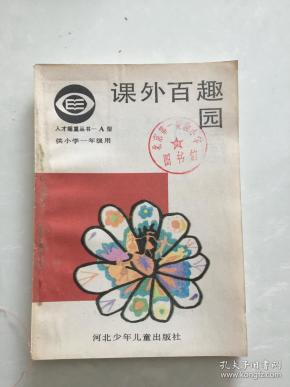 课外百趣
园
人才摇篮丛书—A型
供小学一年级用
河北少年儿童出版社
孔夫子旧书网